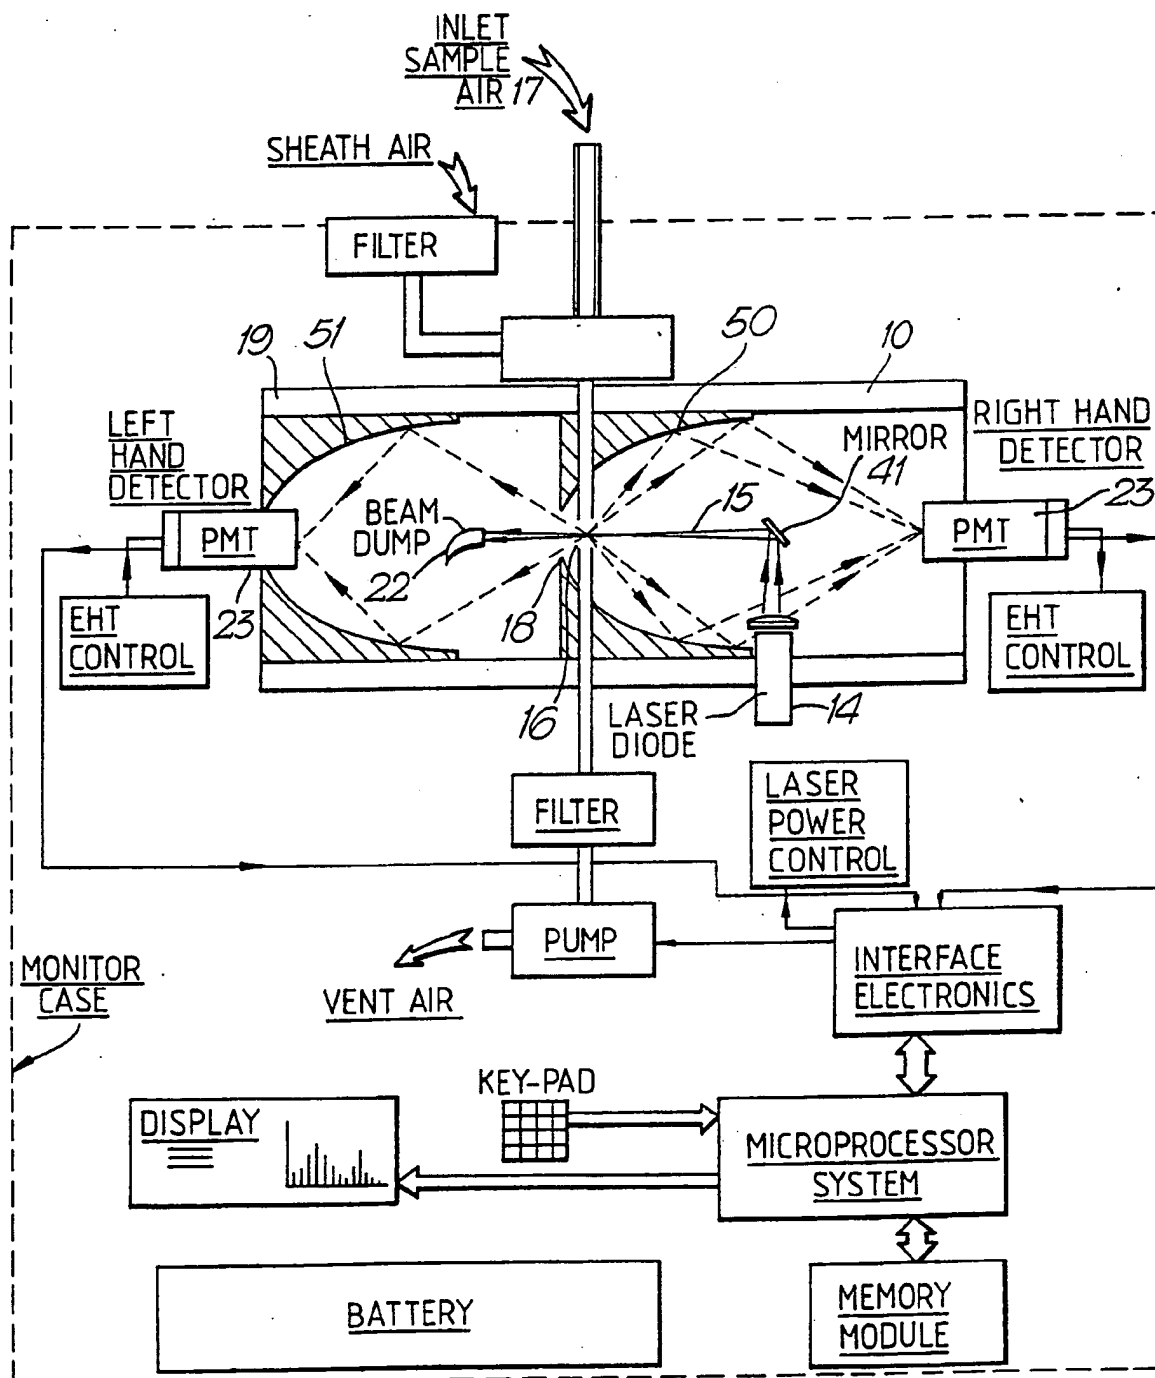 INLET
SAMPLE
AIR 17
SHEATH AIR
FILTER
19
51
50
10
LEFT
HAND
DETECTOR
RIGHT HAND
DETECTOR
MIRROR
41
15
23
BEAM
DUMP
PMT
PMT
22
18
23
EHT
CONTROL
EHT
CONTROL
16
LASER
DIODE
14
FILTER
LASER
POWER
CONTROL
PUMP
VENT AIR
INTERFACE
ELECTRONICS
MONITOR
CASE
KEY-PAD
DISPLAY
MICROPROCESSOR
SYSTEM
BATTERY
MEMORY
MODULE